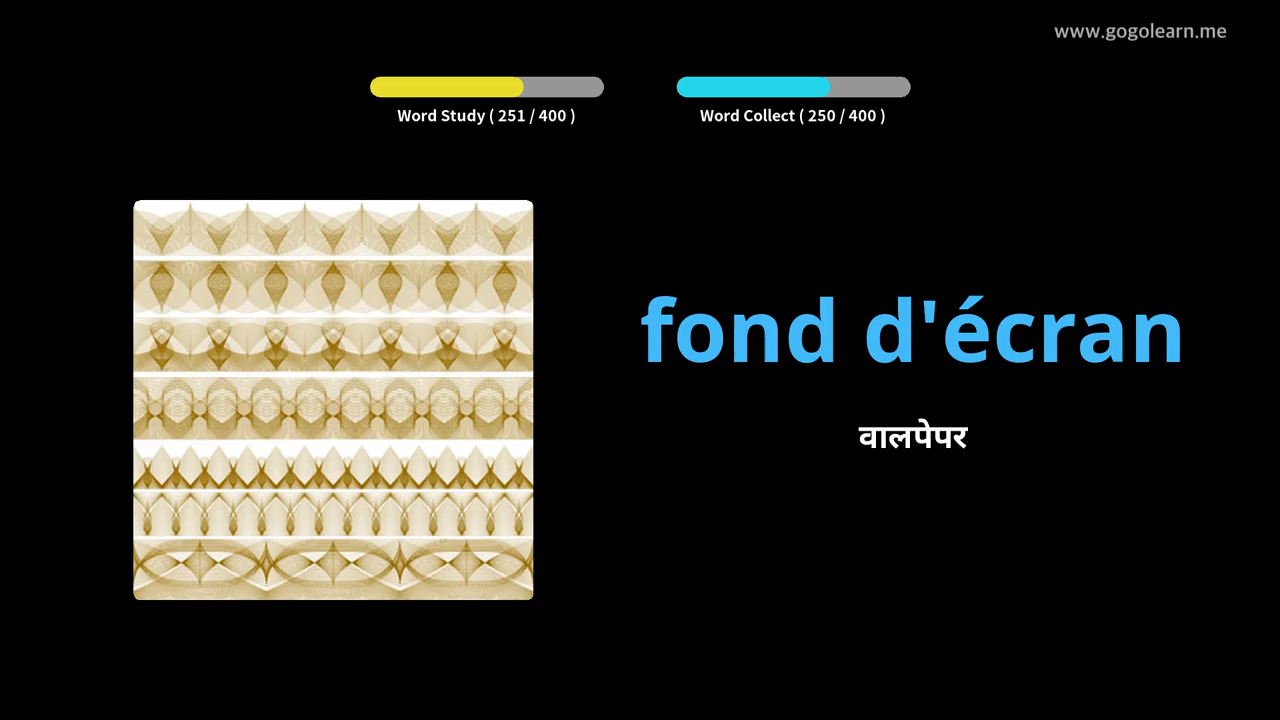 www.gogolearn.me
Word Study ( 251 / 400 )
Word Collect ( 250 / 400 )
fond d'écran
वालपेपर